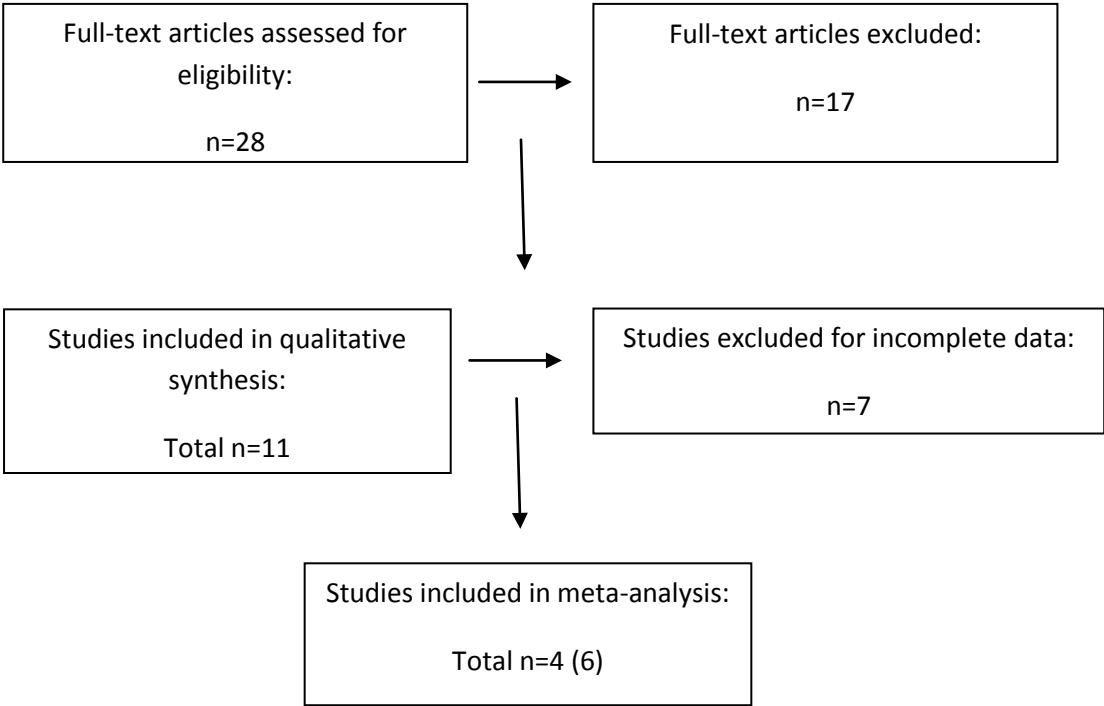 Full-text articles assessed for
eligibility:
n=28
Full-text articles excluded:
n=17
Studies included in qualitative
synthesis:
Total n=11
Studies excluded for incomplete data:
n=7
Studies included in meta-analysis:
Total n=4 (6)